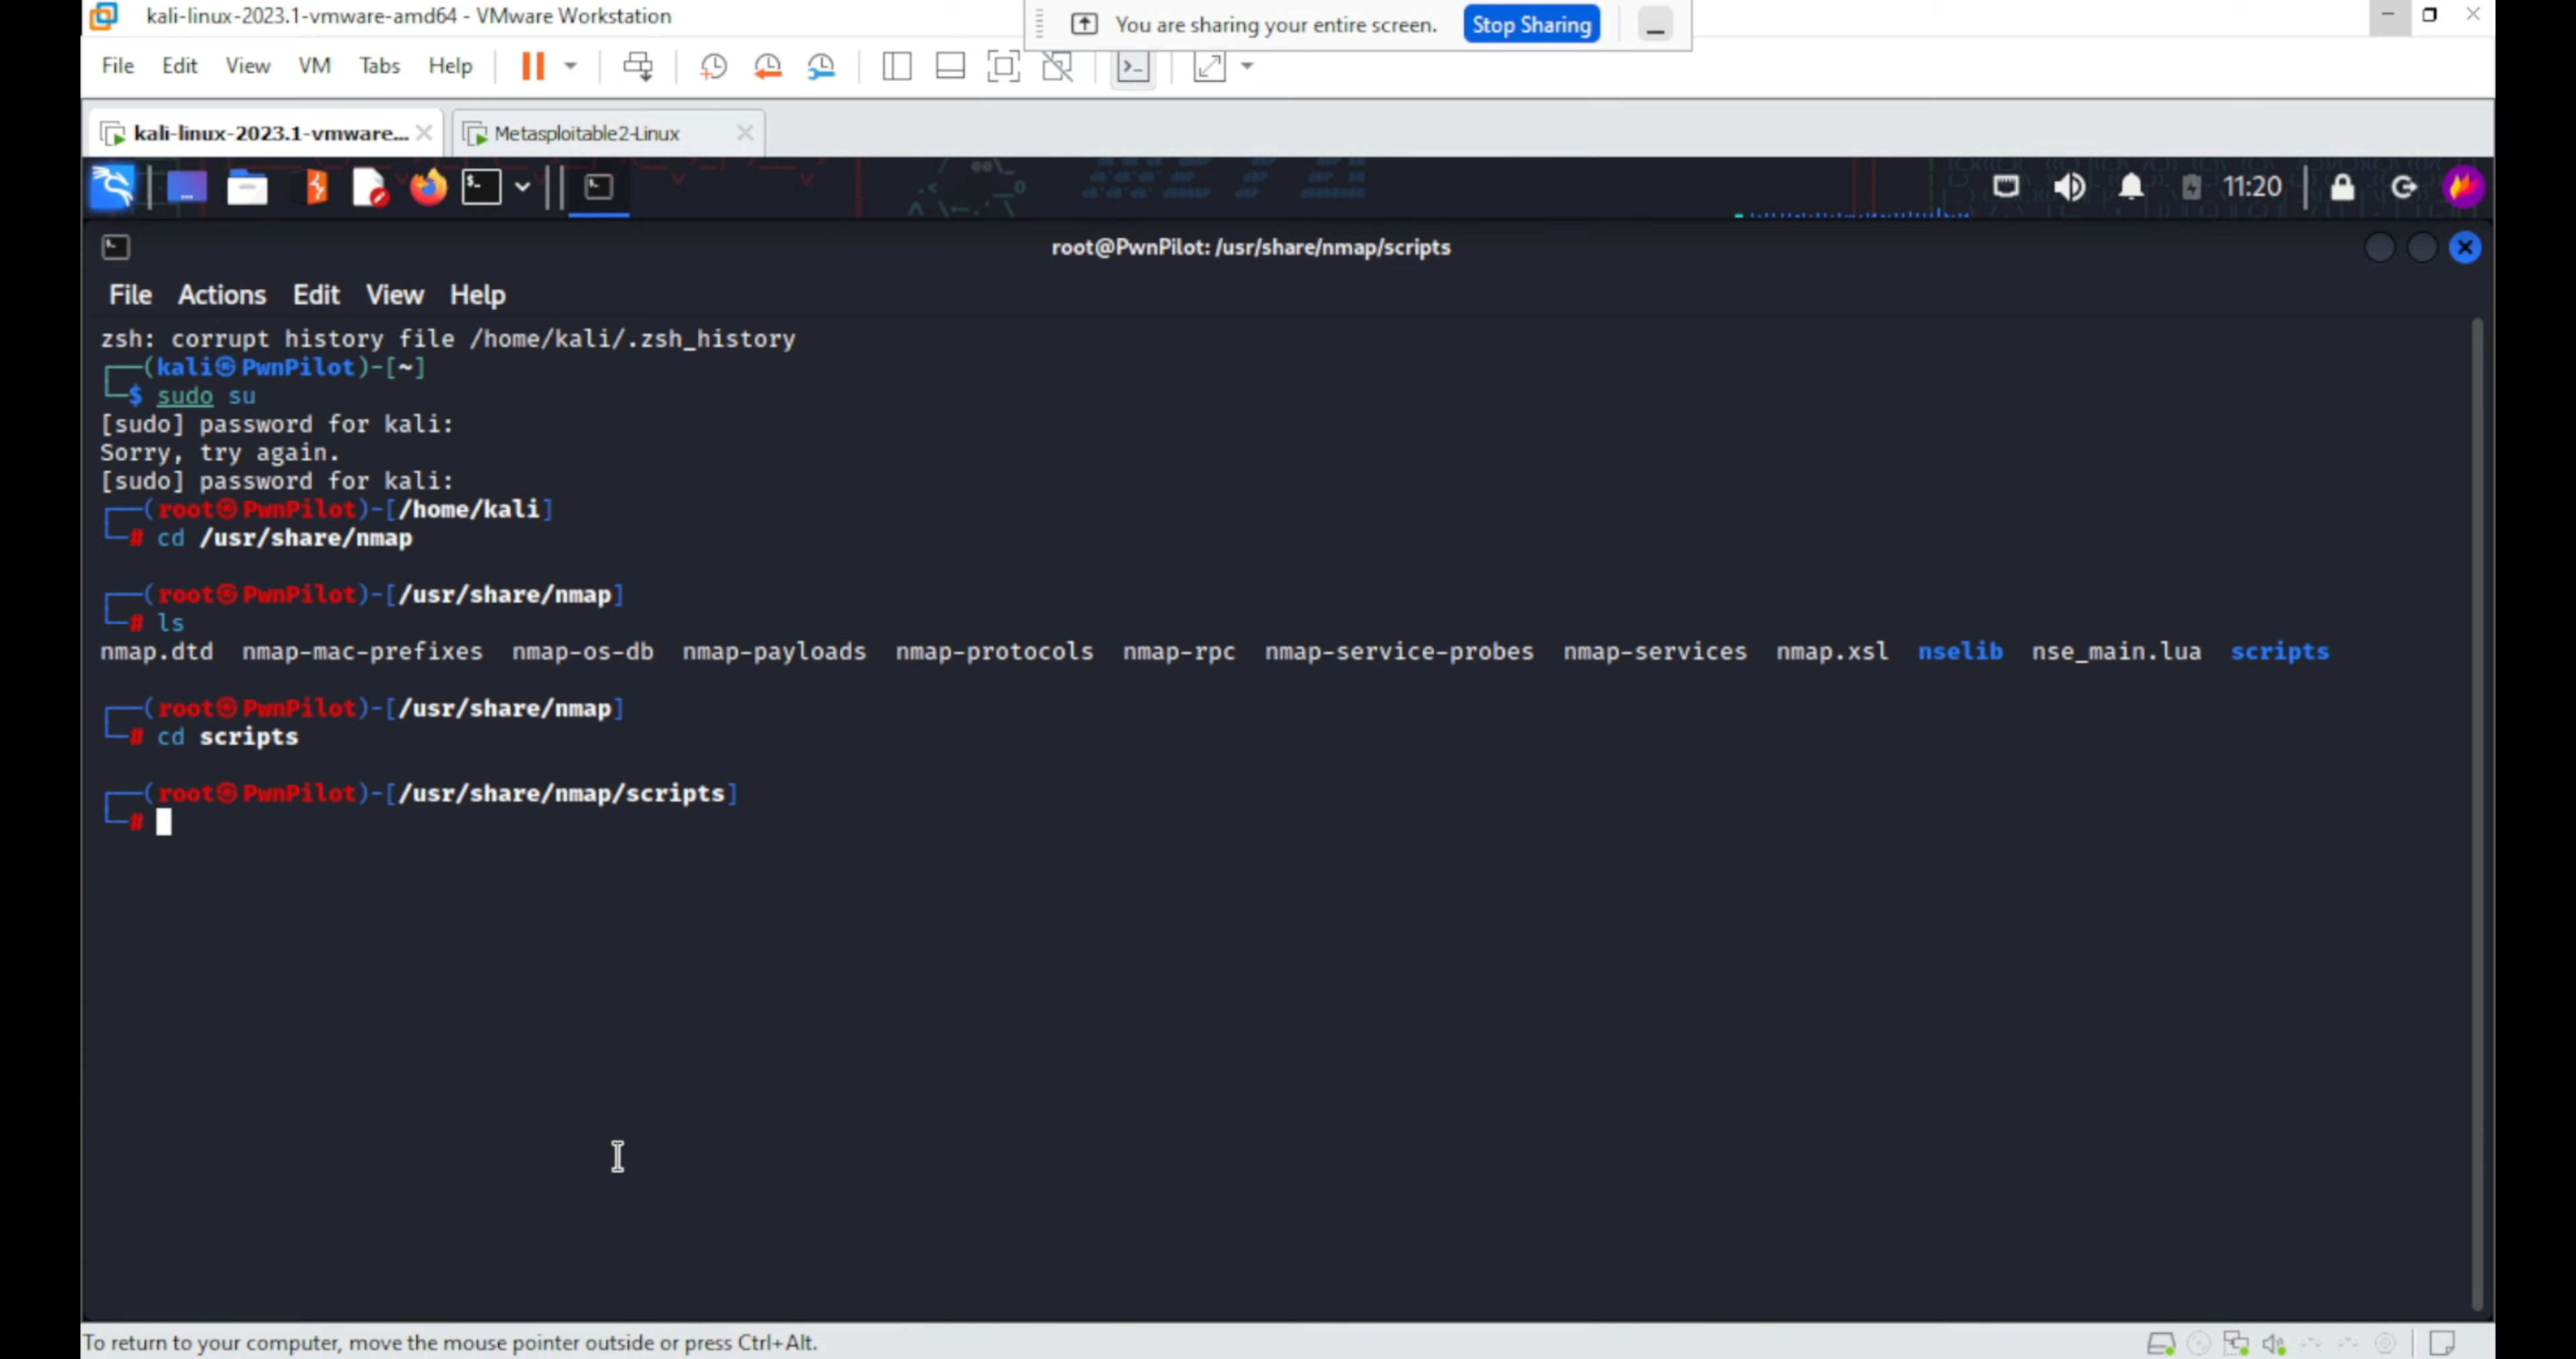 kali-linux-2023.1-vmware-amd64 - VMware Workstation
You are sharing your entire screen. Stop Sharing
File Edit View VM Tabs Help
kali-linux-2023.1-vmware... Metasploitable2-Linux
11:20
root@PwnPilot: /usr/share/nmap/scripts
File Actions Edit View Help
zsh: corrupt history file /home/kali/.zsh_history
┌──(kali㉿PwnPilot)-[~]
└─$ sudo su
[sudo] password for kali:
Sorry, try again.
[sudo] password for kali:
┌──(root㉿PwnPilot)-[/home/kali]
└─# cd /usr/share/nmap
┌──(root㉿PwnPilot)-[/usr/share/nmap]
└─# ls
nmap.dtd nmap-mac-prefixes nmap-os-db nmap-payloads nmap-protocols nmap-rpc nmap-service-probes nmap-services nmap.xsl nselib nse_main.lua scripts
┌──(root㉿PwnPilot)-[/usr/share/nmap]
└─# cd scripts
┌──(root㉿PwnPilot)-[/usr/share/nmap/scripts]
└─#
To return to your computer, move the mouse pointer outside or press Ctrl+Alt.